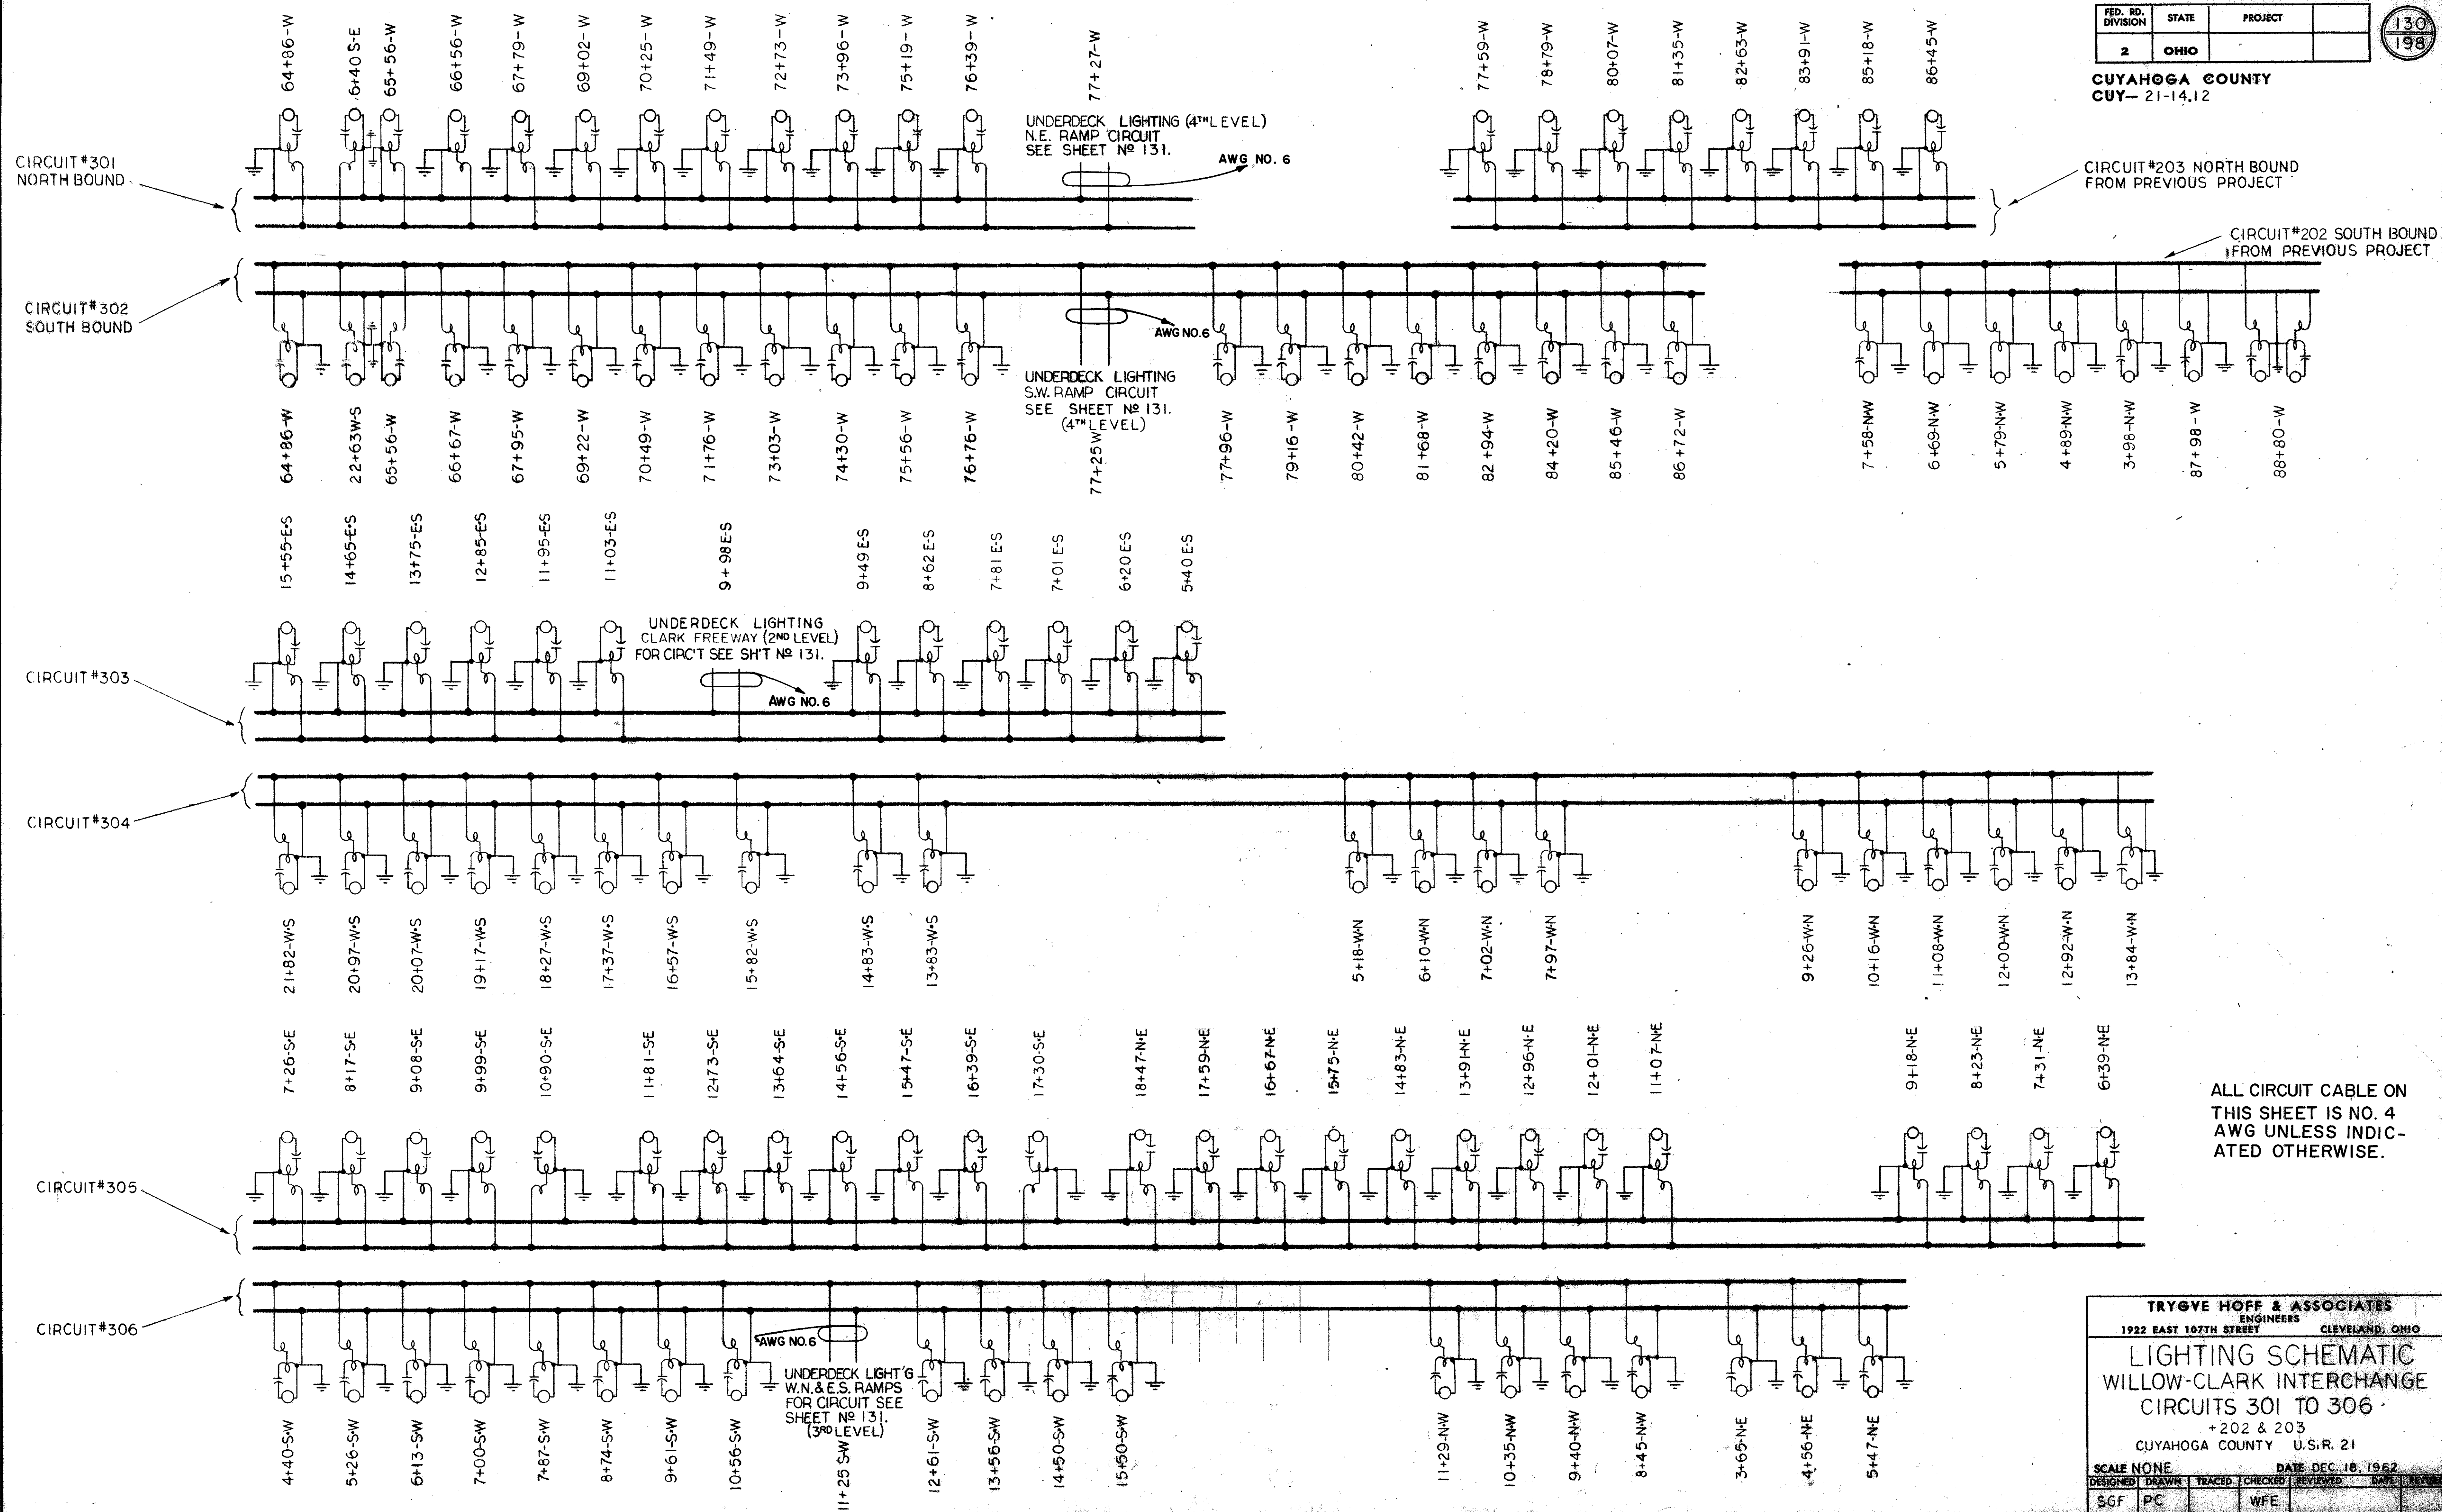 FED. RD. DIVISION STATE PROJECT
2 OHIO
130
198
CUYAHOGA COUNTY
CUY— 21-14.12
64+86-W
6+40 S-E
65+56-W
66+56-W
67+79-W
69+02-W
70+25-W
71+49-W
72+73-W
73+96-W
75+19-W
76+39-W
77+27-W
77+59-W
78+79-W
80+07-W
81+35-W
82+63-W
83+91-W
85+18-W
86+45-W
UNDERDECK LIGHTING (4TH LEVEL)
N.E. RAMP CIRCUIT
SEE SHEET Nº 131.
AWG NO. 6
CIRCUIT #301
NORTH BOUND
CIRCUIT #203 NORTH BOUND
FROM PREVIOUS PROJECT
CIRCUIT #202 SOUTH BOUND
FROM PREVIOUS PROJECT
CIRCUIT #302
SOUTH BOUND
AWG NO.6
UNDERDECK LIGHTING
S.W. RAMP CIRCUIT
SEE SHEET Nº 131.
(4TH LEVEL)
64+86-W
22+63W-S
65+56-W
66+67-W
67+95-W
69+22-W
70+49-W
71+76-W
73+03-W
74+30-W
75+56-W
76+76-W
77+25W
77+96-W
79+16-W
80+42-W
81+68-W
82+94-W
84+20-W
85+46-W
86+72-W
7+58-N-W
6+69-N-W
5+79-N-W
4+89-N-W
3+98-N-W
87+98-W
88+80-W
15+55-E-S
14+65-E-S
13+75-E-S
12+85-E-S
11+95-E-S
11+03-E-S
9+98 E-S
9+49 E-S
8+62 E-S
7+81 E-S
7+01 E-S
6+20 E-S
5+40 E-S
UNDERDECK LIGHTING
CLARK FREEWAY (2ND LEVEL)
FOR CIRC'T SEE SH'T Nº 131.
AWG NO. 6
CIRCUIT #303
CIRCUIT #304
21+82-W-S
20+97-W-S
20+07-W-S
19+17-W-S
18+27-W-S
17+37-W-S
16+57-W-S
15+82-W-S
14+83-W-S
13+83-W-S
5+18-W-N
6+10-W-N
7+02-W-N
7+97-W-N
9+26-W-N
10+16-W-N
11+08-W-N
12+00-W-N
12+92-W-N
13+84-W-N
7+26-S-E
8+17-S-E
9+08-S-E
9+99-S-E
10+90-S-E
11+81-S-E
12+73-S-E
13+64-S-E
14+56-S-E
15+47-S-E
16+39-S-E
17+30-S-E
18+47-N-E
17+59-N-E
16+67-N-E
15+75-N-E
14+83-N-E
13+91-N-E
12+96-N-E
12+01-N-E
11+07-N-E
9+18-N-E
8+23-N-E
7+31-N-E
6+39-N-E
ALL CIRCUIT CABLE ON
THIS SHEET IS NO. 4
AWG UNLESS INDIC-
ATED OTHERWISE.
CIRCUIT #305
CIRCUIT #306
AWG NO.6
UNDERDECK LIGHT'G
W.N. & E.S. RAMPS
FOR CIRCUIT SEE
SHEET Nº 131.
(3RD LEVEL)
4+40-S-W
5+26-S-W
6+13-S-W
7+00-S-W
7+87-S-W
8+74-S-W
9+61-S-W
10+56-S-W
11+25 S-W
12+61-S-W
13+56-S-W
14+50-S-W
15+50-S-W
11+29-N-W
10+35-N-W
9+40-N-W
8+45-N-W
3+65-N-E
4+56-N-E
5+47-N-E
TRYGVE HOFF & ASSOCIATES
ENGINEERS
1922 EAST 107TH STREET CLEVELAND, OHIO
LIGHTING SCHEMATIC
WILLOW-CLARK INTERCHANGE
CIRCUITS 301 TO 306
+202 & 203
CUYAHOGA COUNTY U.S.R. 21
SCALE NONE DATE DEC. 18, 1962
DESIGNED DRAWN TRACED CHECKED REVIEWED DATE
SGF PC WFE